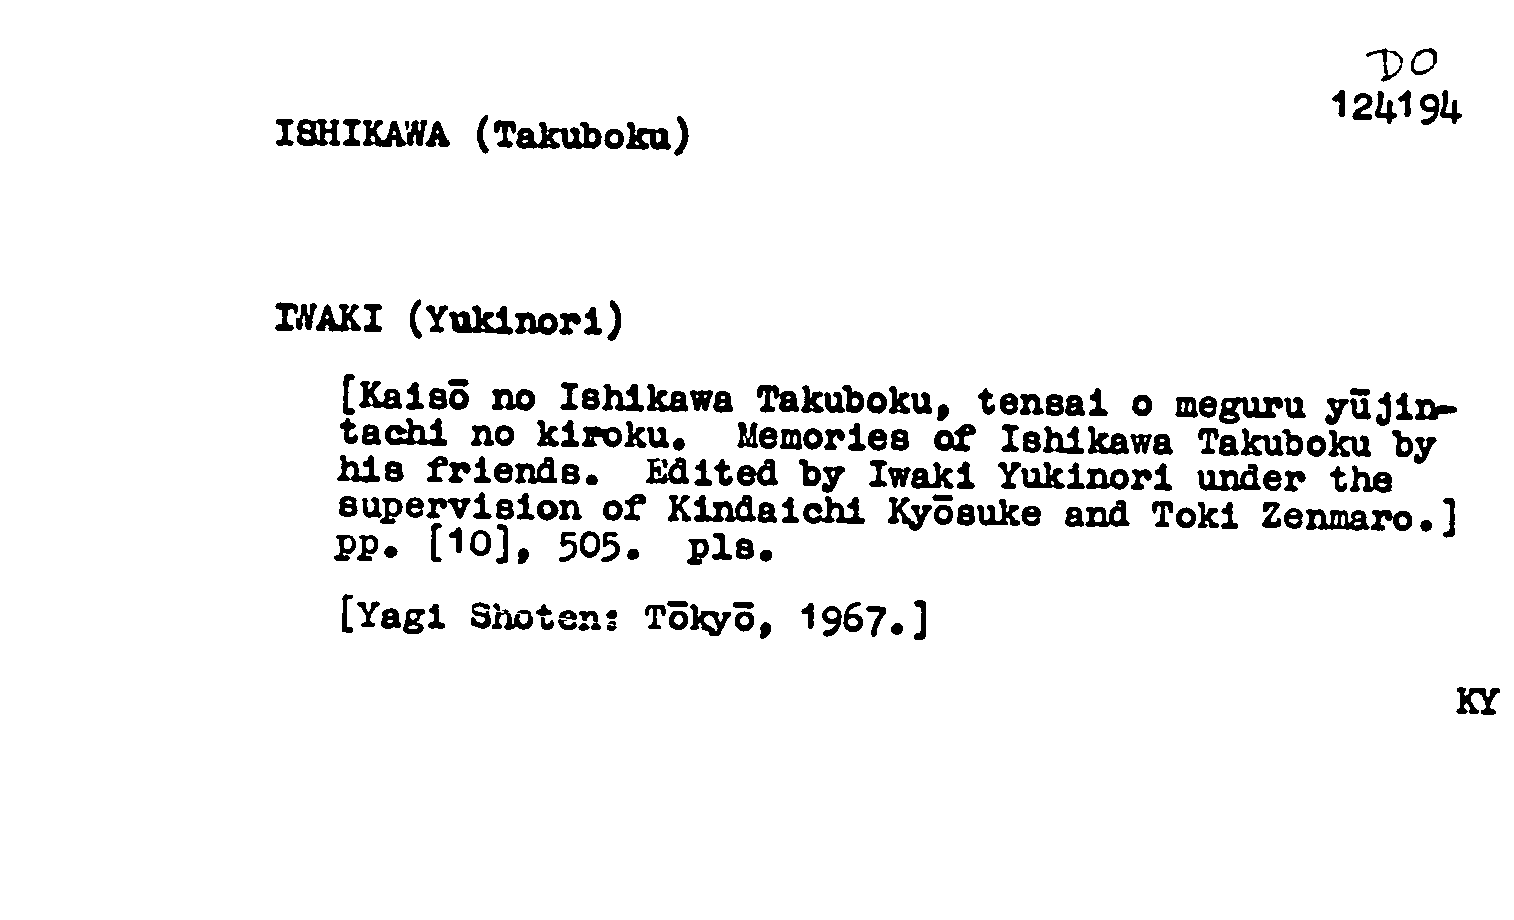 DO
124194
ISHIKAWA (Takuboku)
IWAKI (Yukinori)
[Kaisō no Ishikawa Takuboku, tensai o meguru yūjin-
tachi no kiroku. Memories of Ishikawa Takuboku by
his friends. Edited by Iwaki Yukinori under the
supervision of Kindaichi Kyōsuke and Toki Zenmaro.]
pp. [10], 505. pls.
[Yagi Shoten: Tōkyō, 1967.]
KY